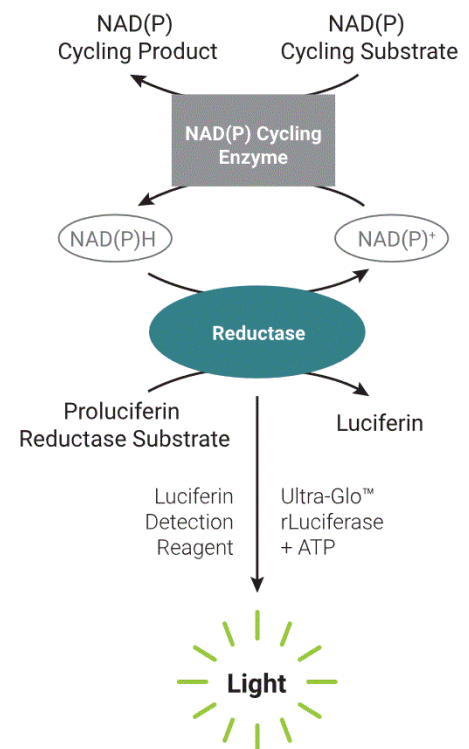 NAD(P)
Cycling Product
NAD(P)
Cycling Substrate
NAD(P) Cycling
Enzyme
NAD(P)H
NAD(P)⁺
Reductase
Proluciferin
Reductase Substrate
Luciferin
Luciferin
Detection
Reagent
Ultra-Glo™
rLuciferase
+ ATP
Light